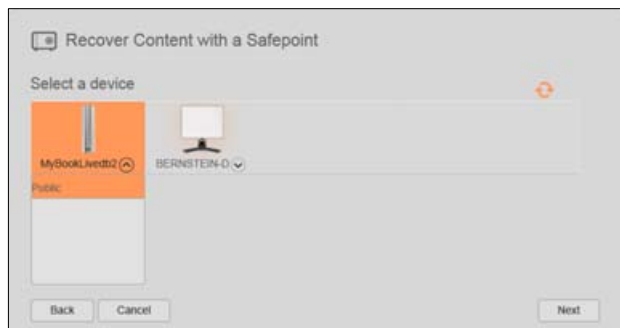 Recover Content with a Safepoint
Select a device
MyBookLivedb2 BERNSTEIN-D
Public
Back Cancel Next